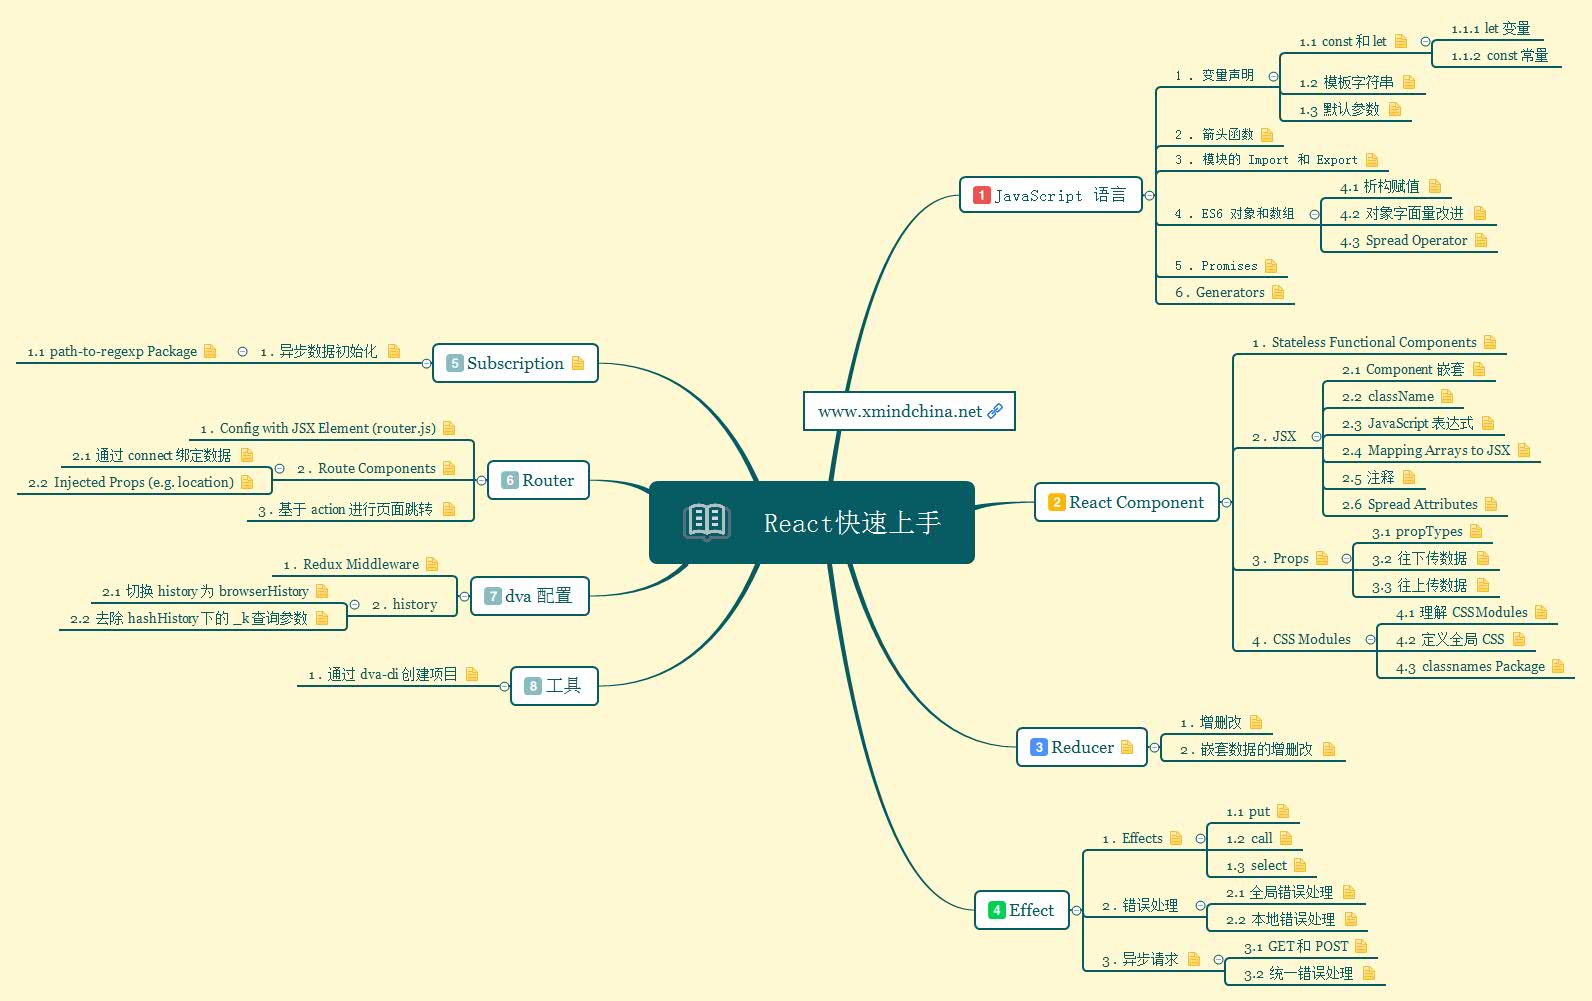 React快速上手
www.xmindchina.net
1 JavaScript 语言
1 . 变量声明
1.1 const 和 let
1.1.1 let 变量
1.1.2 const 常量
1.2 模板字符串
1.3 默认参数
2 . 箭头函数
3 . 模块的 Import 和 Export
4 . ES6 对象和数组
4.1 析构赋值
4.2 对象字面量改进
4.3 Spread Operator
5 . Promises
6 . Generators
2 React Component
1 . Stateless Functional Components
2 . JSX
2.1 Component 嵌套
2.2 className
2.3 JavaScript 表达式
2.4 Mapping Arrays to JSX
2.5 注释
2.6 Spread Attributes
3 . Props
3.1 propTypes
3.2 往下传数据
3.3 往上传数据
4 . CSS Modules
4.1 理解 CSS Modules
4.2 定义全局 CSS
4.3 classnames Package
3 Reducer
1 . 增删改
2 . 嵌套数据的增删改
4 Effect
1 . Effects
1.1 put
1.2 call
1.3 select
2 . 错误处理
2.1 全局错误处理
2.2 本地错误处理
3 . 异步请求
3.1 GET 和 POST
3.2 统一错误处理
5 Subscription
1 . 异步数据初始化
1.1 path-to-regexp Package
6 Router
1 . Config with JSX Element (router.js)
2 . Route Components
2.1 通过 connect 绑定数据
2.2 Injected Props (e.g. location)
3 . 基于 action 进行页面跳转
7 dva 配置
1 . Redux Middleware
2 . history
2.1 切换 history 为 browserHistory
2.2 去除 hashHistory 下的 _k 查询参数
8 工具
1 . 通过 dva-cli 创建项目